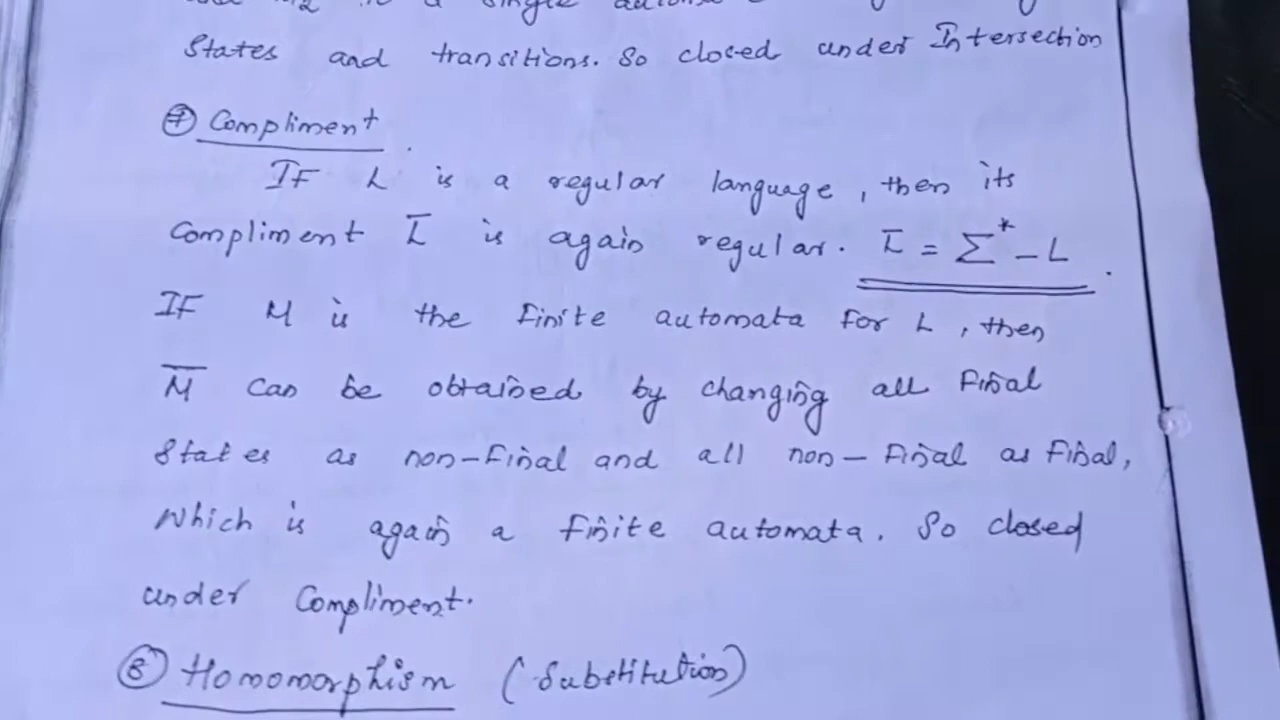 is a single
States and transitions. So closed under Intersection
⑦ Compliment
IF L is a regular language, then its
compliment L̅ is again regular. L̅ = Σ* - L
IF M is the finite automata for L, then
M̅ can be obtained by changing all final
states as non-final and all non-final as final,
which is again a finite automata. So closed
under Compliment.
⑧ Homomorphism (Substitution)